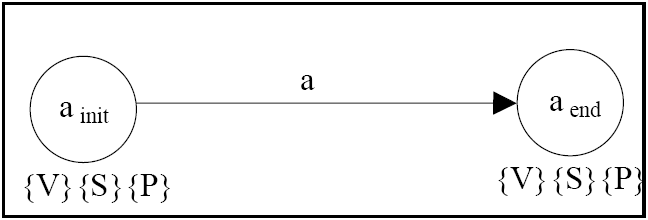 a
a init
a end
{V} {S} {P}
{V} {S} {P}